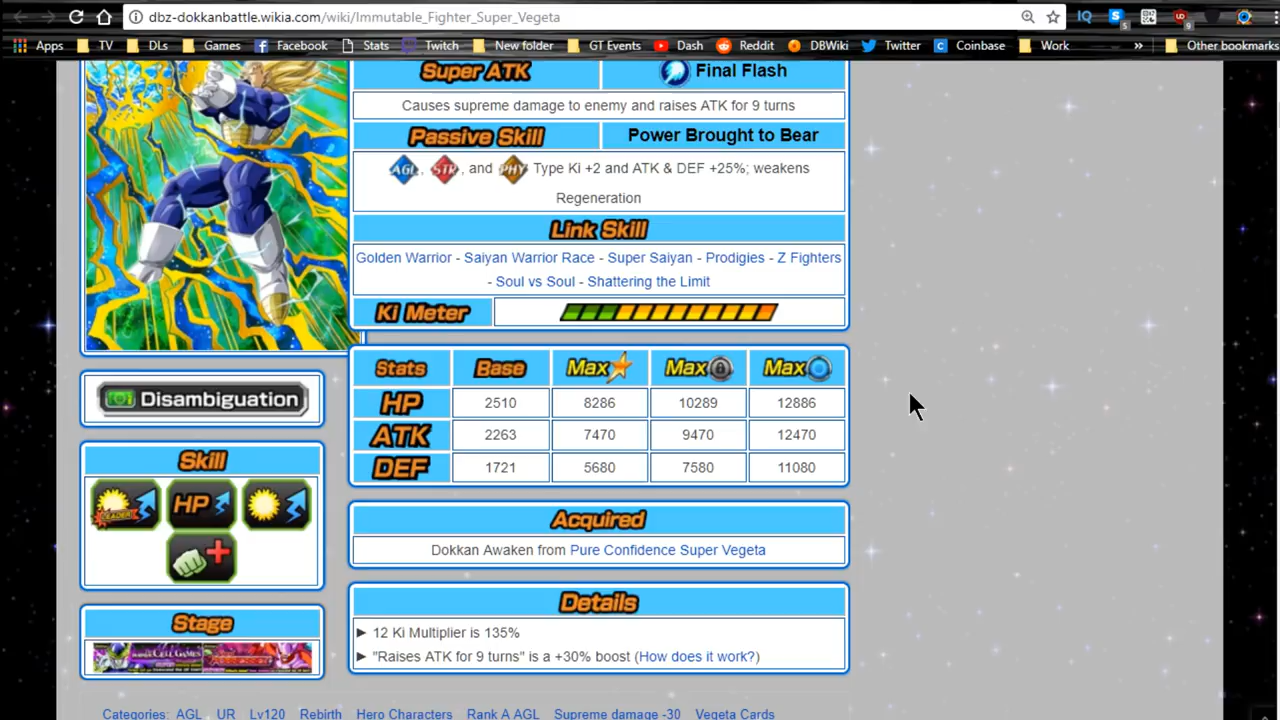 dbz-dokkanbattle.wikia.com/wiki/Immutable_Fighter_Super_Vegeta
Apps TV DLs Games Facebook Stats Twitch New folder GT Events Dash Reddit DBWiki Twitter Coinbase Work » Other bookmarks
Super ATK Final Flash
Causes supreme damage to enemy and raises ATK for 9 turns
Passive Skill Power Brought to Bear
AGL, STR, and PHY Type Ki +2 and ATK & DEF +25%; weakens
Regeneration
Link Skill
Golden Warrior - Saiyan Warrior Race - Super Saiyan - Prodigies - Z Fighters
- Soul vs Soul - Shattering the Limit
Ki Meter
Stats Base Max Max Max
HP 2510 8286 10289 12886
ATK 2263 7470 9470 12470
DEF 1721 5680 7580 11080
Disambiguation
Skill
LEADER HP
Acquired
Dokkan Awaken from Pure Confidence Super Vegeta
Details
► 12 Ki Multiplier is 135%
► "Raises ATK for 9 turns" is a +30% boost (How does it work?)
Stage
Categories: AGL UR Lv120 Rebirth Hero Characters Rank A AGL Supreme damage -30 Vegeta Cards